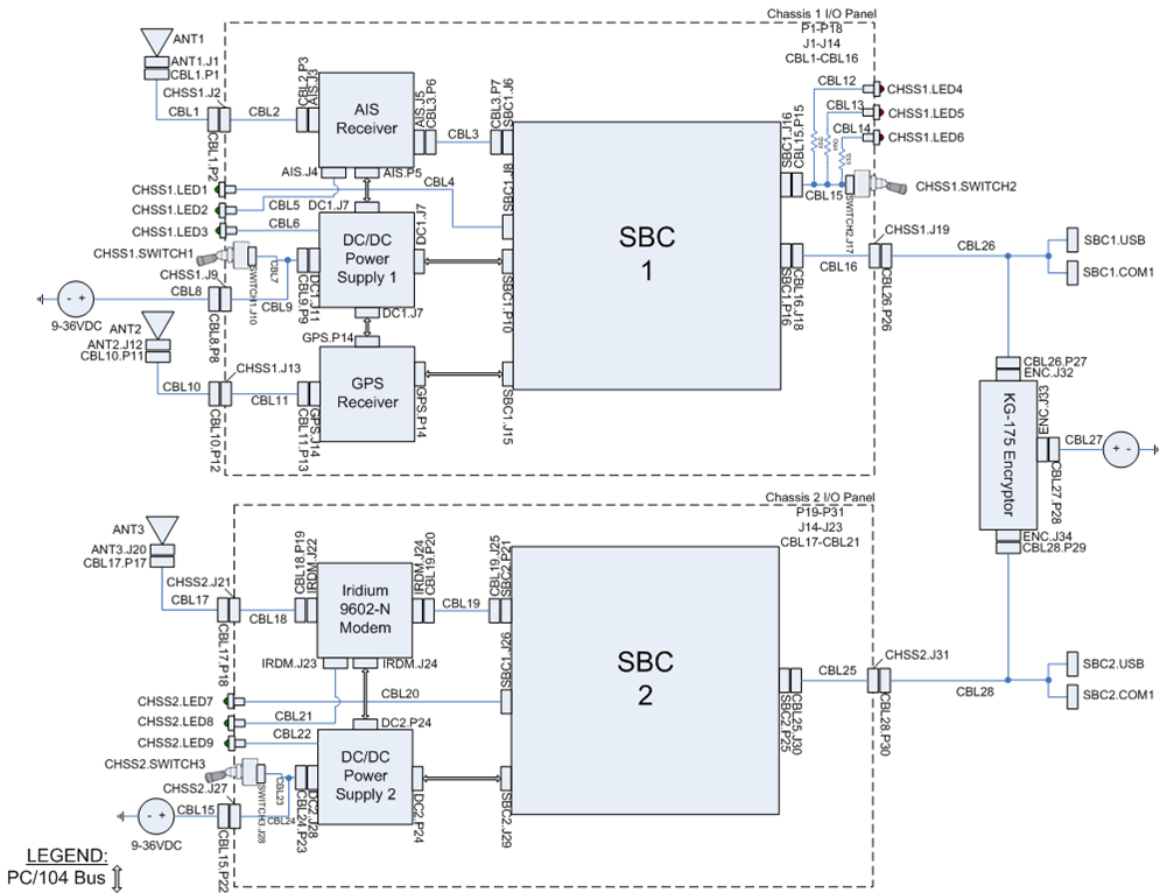 Chassis 1 I/O Panel
P1-P18
J1-J14
CBL1-CBL16
ANT1
ANT1.J1
CBL1.P1
CHSS1.J2
CBL1
CBL2
CBL1.P2
CBL2.P3
AIS.J3
AIS
Receiver
AIS.J5
CBL3.P6
CBL3
CBL3.P7
SBC1.J6
AIS.J4
AIS.P5
CBL4
SBC1.J8
CHSS1.LED1
CHSS1.LED2
CHSS1.LED3
CBL5
CBL6
DC1.J7
DC1.J7
DC/DC
Power
Supply 1
CHSS1.SWITCH1
CBL7
SWITCH1.J10
CHSS1.J9
CBL8
CBL9
CBL8.P8
CBL9.P9
DC1.J11
9-36VDC
DC1.J7
SBC1.P10
ANT2
ANT2.J12
CBL10.P11
CHSS1.J13
CBL10
CBL11
CBL10.P12
CBL11.P13
GPS.J14
GPS.P14
GPS
Receiver
GPS.P14
SBC1.J15
SBC
1
SBC1.J16
CBL15.P15
CBL12
CBL13
CBL14
CHSS1.LED4
CHSS1.LED5
CHSS1.LED6
CBL15
SWITCH2.J17
CHSS1.SWITCH2
CHSS1.J19
SBC1.P16
CBL16.J18
CBL16
CBL26.P26
CBL26
SBC1.USB
SBC1.COM1
CBL26.P27
ENC.J32
KG-175 Encryptor
ENC.J33
CBL27
CBL27.P28
ENC.J34
CBL28.P29
Chassis 2 I/O Panel
P19-P31
J14-J23
CBL17-CBL21
ANT3
ANT3.J20
CBL17.P17
CHSS2.J21
CBL17
CBL18
CBL17.P18
CBL18.P19
IRDM.J22
Iridium
9602-N
Modem
IRDM.J24
CBL19.P20
CBL19
CBL19.J25
SBC2.P21
IRDM.J23
IRDM.J24
CBL20
SBC1.J26
CHSS2.LED7
CHSS2.LED8
CHSS2.LED9
CBL21
CBL22
DC2.P24
DC/DC
Power
Supply 2
CHSS2.SWITCH3
CBL23
SWITCH3.J28
CHSS2.J27
CBL15
CBL24
CBL15.P22
CBL24.P23
DC2.J28
9-36VDC
DC2.P24
SBC2.J29
SBC
2
SBC2.P25
CBL25.J30
CBL25
CHSS2.J31
CBL28.P30
CBL28
SBC2.USB
SBC2.COM1
LEGEND:
PC/104 Bus